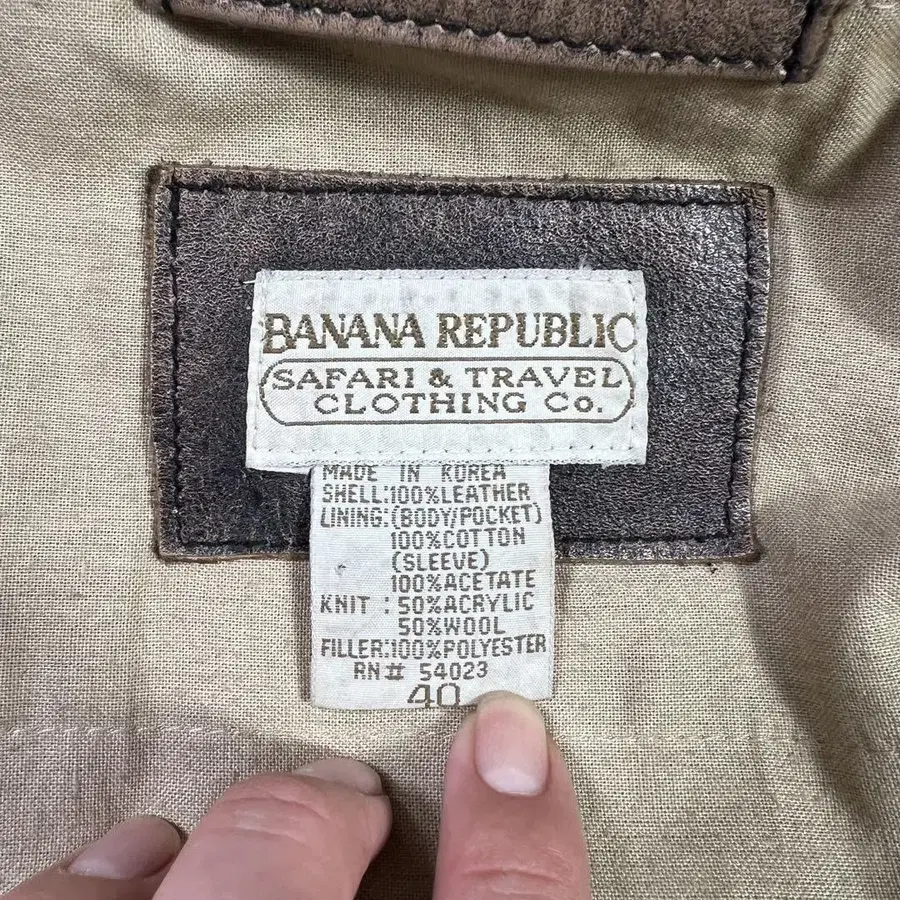 BANANA REPUBLIC
SAFARI & TRAVEL
CLOTHING Co.
MADE IN KOREA
SHELL:100%LEATHER
LINING:(BODY/POCKET)
100%COTTON
(SLEEVE)
100%ACETATE
KNIT : 50%ACRYLIC
50%WOOL
FILLER:100%POLYESTER
RN# 54023
40